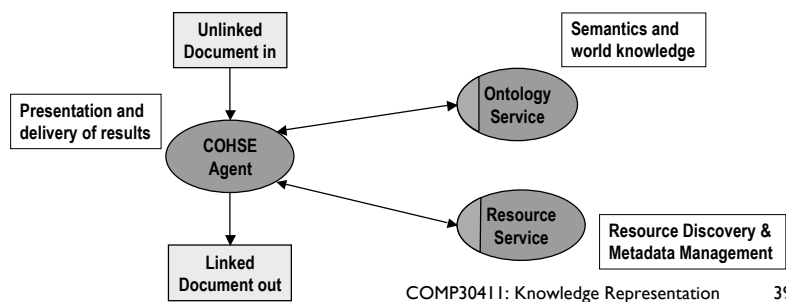 Unlinked
Document in
Semantics and
world knowledge
Presentation and
delivery of results
Ontology
Service
COHSE
Agent
Resource
Service
Resource Discovery &
Metadata Management
Linked
Document out
COMP30411: Knowledge Representation 39